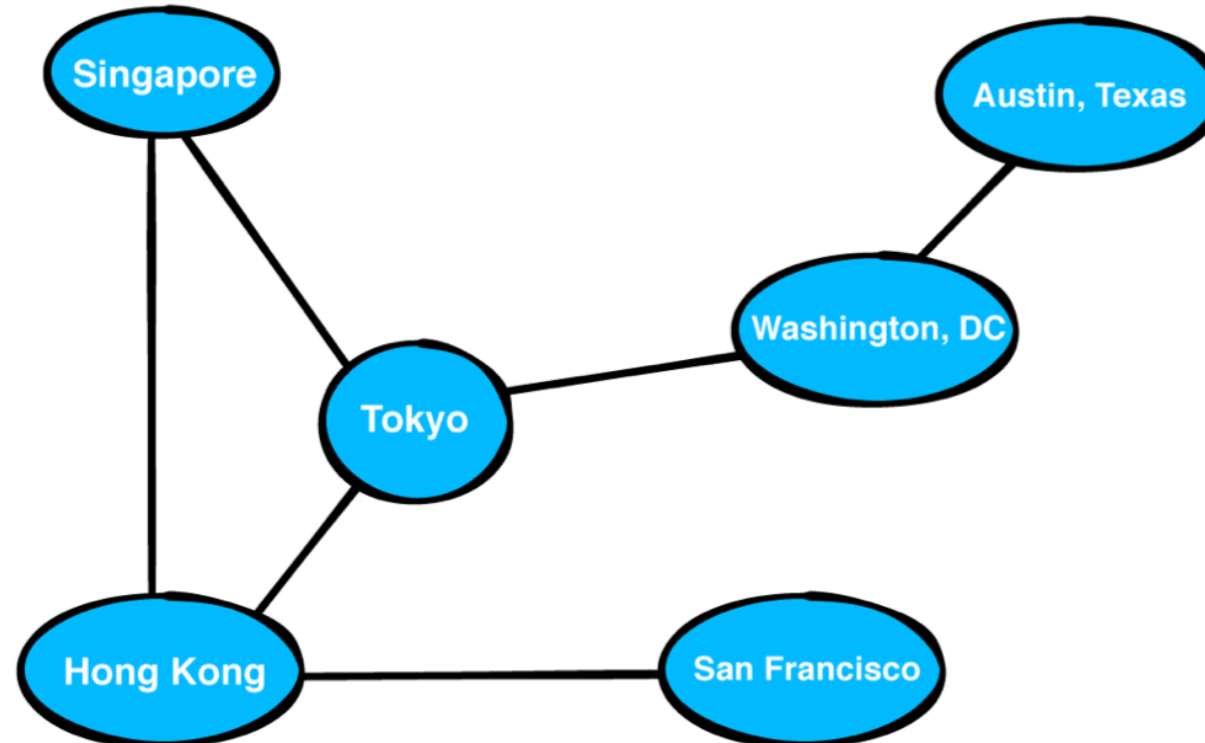 Singapore
Austin, Texas
Washington, DC
Tokyo
Hong Kong
San Francisco